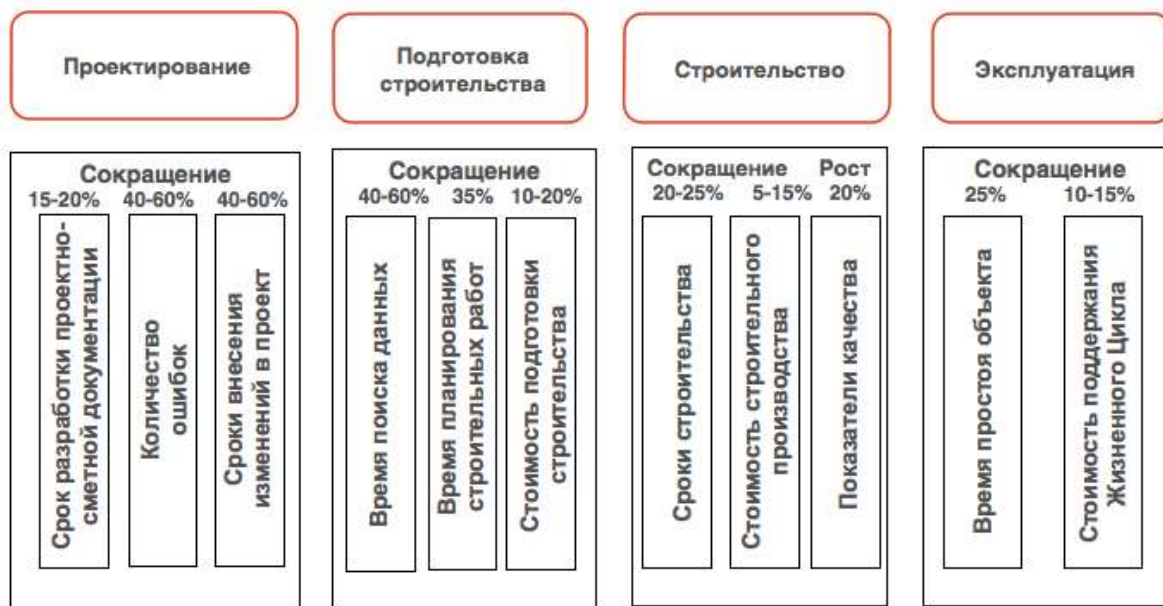 Проектирование
Подготовка
строительства
Строительство
Эксплуатация
Сокращение
15-20% 40-60% 40-60%
Срок разработки проектно-
сметной документации
Количество
ошибок
Сроки внесения
изменений в проект
Сокращение
40-60% 35% 10-20%
Время поиска данных
Время планирования
строительных работ
Стоимость подготовки
строительства
Сокращение Рост
20-25% 5-15% 20%
Сроки строительства
Стоимость строительного
производства
Показатели качества
Сокращение
25% 10-15%
Время простоя объекта
Стоимость поддержания
Жизненного Цикла